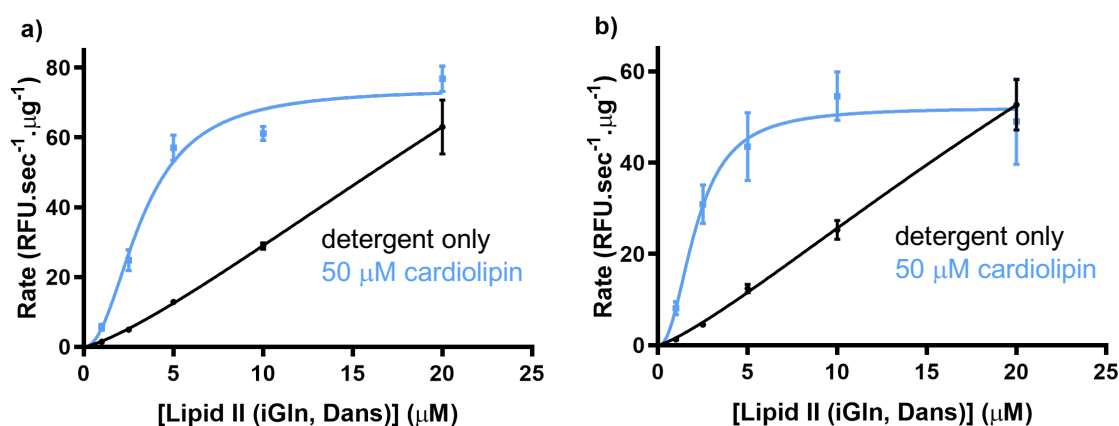 a)
Rate (RFU.sec⁻¹.µg⁻¹)
80
60
40
20
0
0 5 10 15 20 25
[Lipid II (iGln, Dans)] (µM)
detergent only
50 µM cardiolipin
b)
Rate (RFU.sec⁻¹.µg⁻¹)
60
40
20
0
0 5 10 15 20 25
[Lipid II (iGln, Dans)] (µM)
detergent only
50 µM cardiolipin